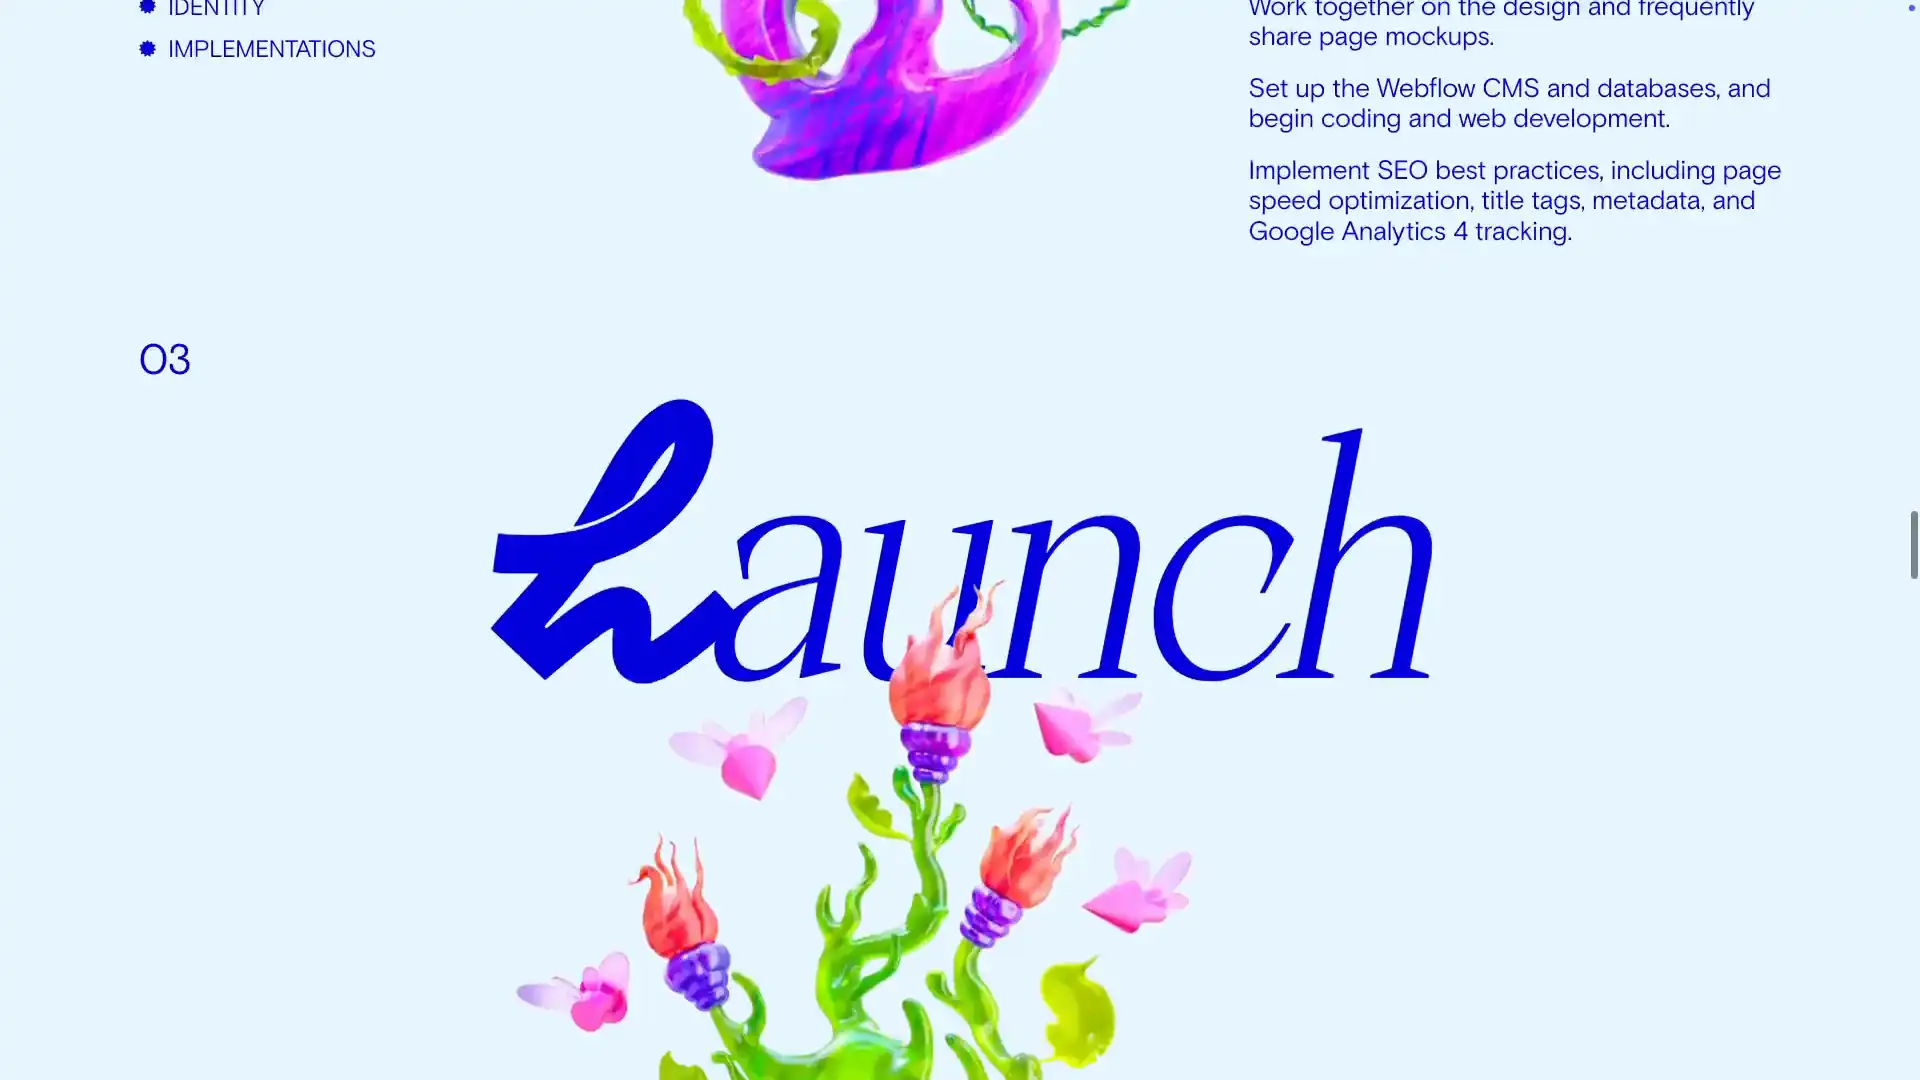 IDENTITY
IMPLEMENTATIONS
Work together on the design and frequently
share page mockups.
Set up the Webflow CMS and databases, and
begin coding and web development.
Implement SEO best practices, including page
speed optimization, title tags, metadata, and
Google Analytics 4 tracking.
03
Launch